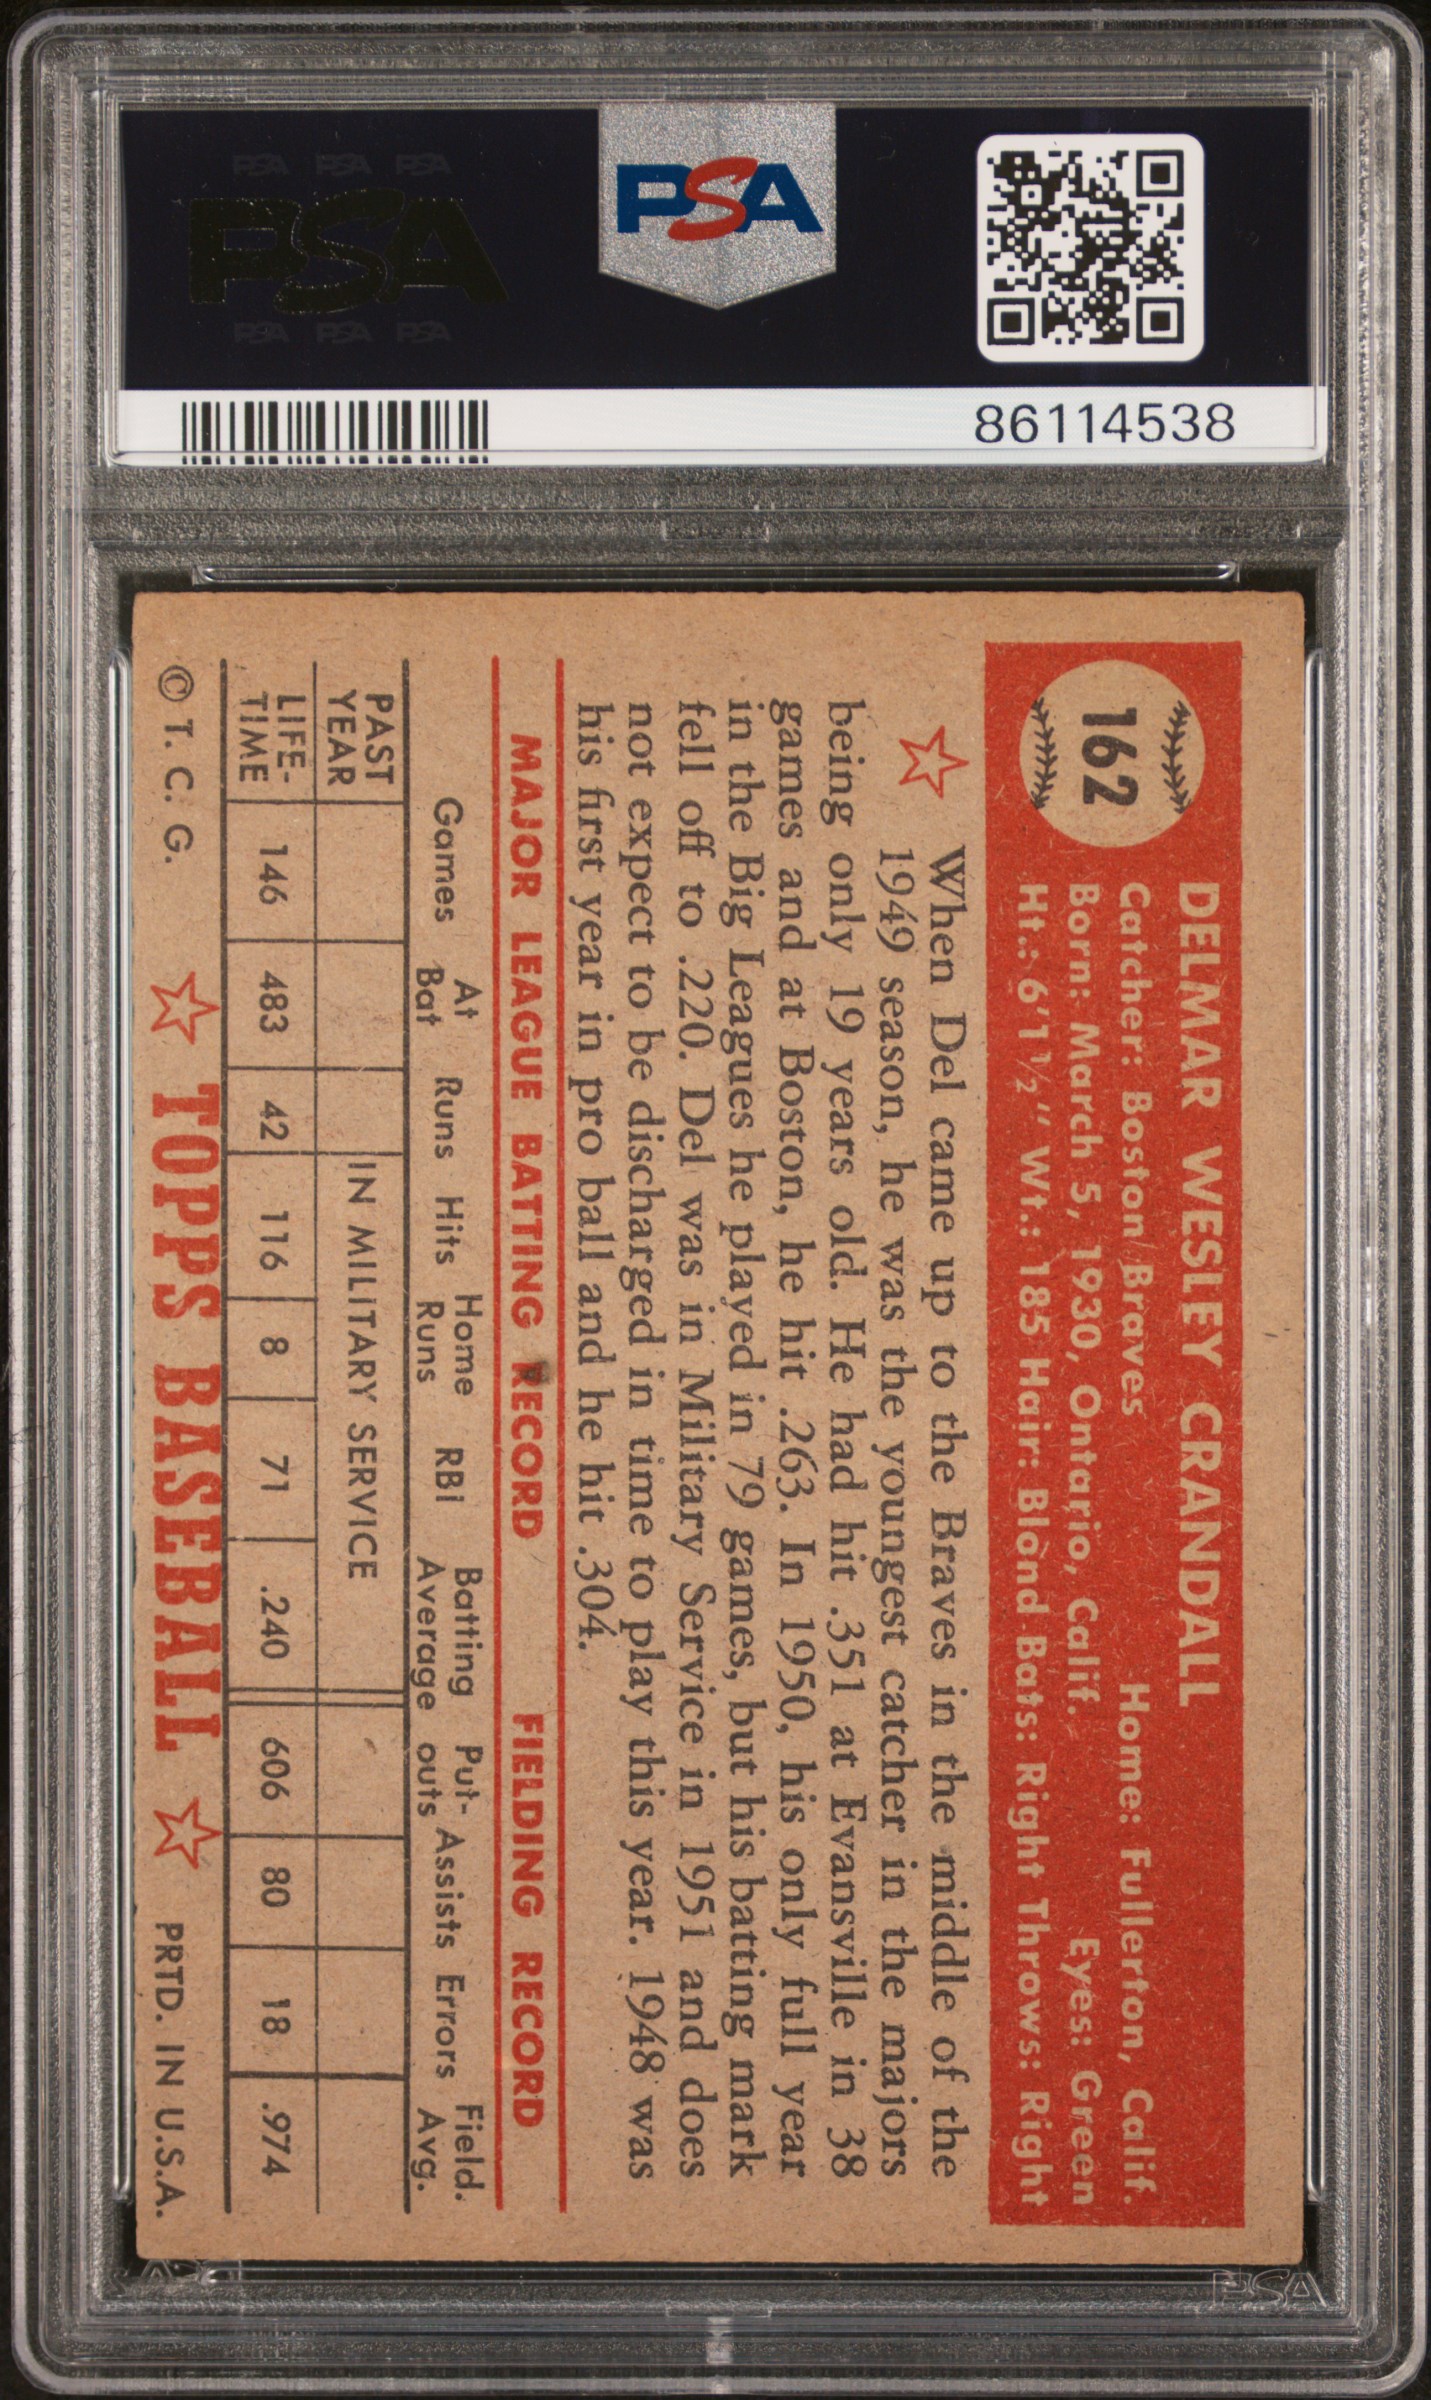 PSA PSA PSA
PSA
PSA PSA PSA
PSA
86114538
162
DELMAR WESLEY CRANDALL
Catcher: Boston Braves Home: Fullerton, Calif.
Born: March 5, 1930, Ontario, Calif. Eyes: Green
Ht.: 6'1½" Wt.: 185 Hair: Blond Bats: Right Throws: Right
When Del came up to the Braves in the middle of the
1949 season, he was the youngest catcher in the majors
being only 19 years old. He had hit .351 at Evansville in 38
games and at Boston, he hit .263. In 1950, his only full year
in the Big Leagues he played in 79 games, but his batting mark
fell off to .220. Del was in Military Service in 1951 and does
not expect to be discharged in time to play this year. 1948 was
his first year in pro ball and he hit .304.
MAJOR LEAGUE BATTING RECORD FIELDING RECORD
Games At Bat Runs Hits Home Runs RBI Batting Average Put-outs Assists Errors Field. Avg.
PAST YEAR IN MILITARY SERVICE
LIFE-TIME 146 483 42 116 8 71 .240 606 80 18 .974
© T. C. G. TOPPS BASEBALL PRTD. IN U.S.A.
PSA